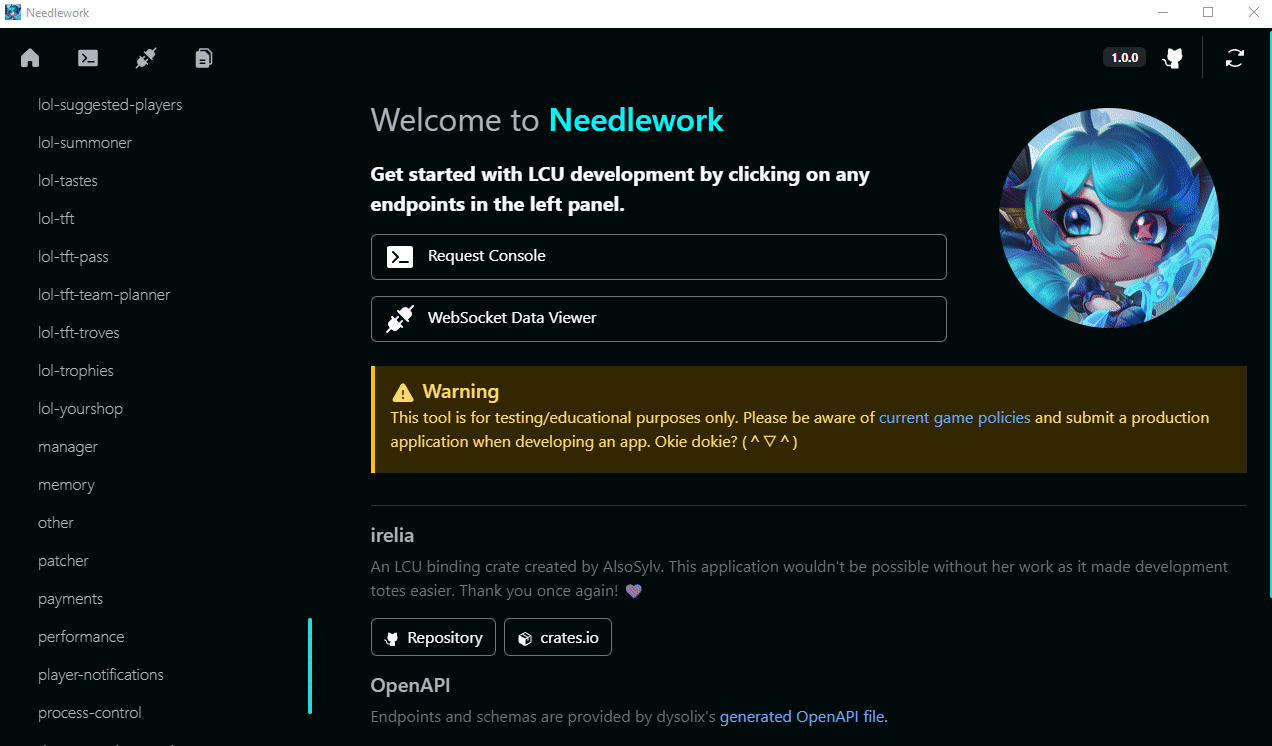 Needlework
1.0.0
lol-suggested-players
lol-summoner
lol-tastes
lol-tft
lol-tft-pass
lol-tft-team-planner
lol-tft-troves
lol-trophies
lol-yourshop
manager
memory
other
patcher
payments
performance
player-notifications
process-control
Welcome to Needlework
Get started with LCU development by clicking on any
endpoints in the left panel.
Request Console
WebSocket Data Viewer
Warning
This tool is for testing/educational purposes only. Please be aware of current game policies and submit a production
application when developing an app. Okie dokie? (^▽^)
irelia
An LCU binding crate created by AlsoSylv. This application wouldn't be possible without her work as it made development
totes easier. Thank you once again! 💜
Repository
crates.io
OpenAPI
Endpoints and schemas are provided by dysolix's generated OpenAPI file.